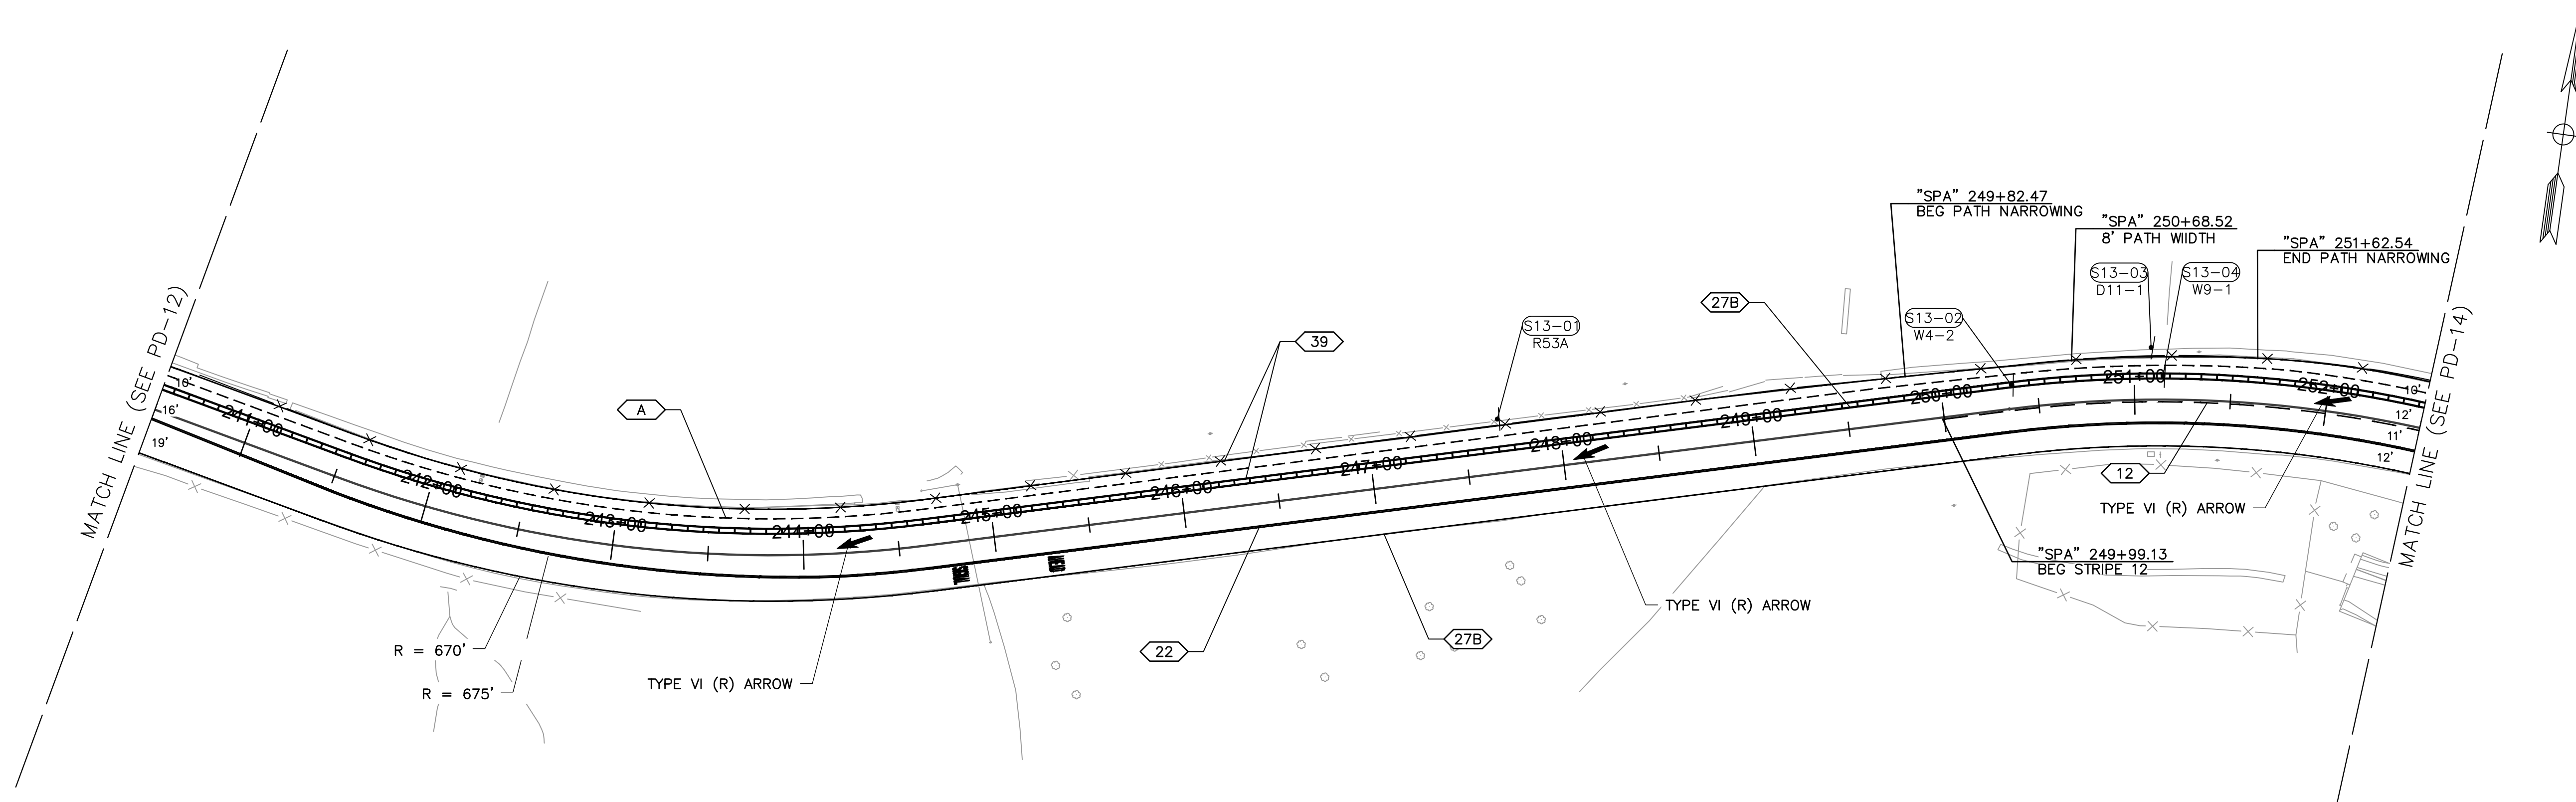 MATCH LINE (SEE PD-12)
10'
16'
19'
241+00
242+00
243+00
244+00
245+00
246+00
247+00
248+00
249+00
250+00
251+00
252+00
A
39
S13-01
R53A
27B
"SPA" 249+82.47
BEG PATH NARROWING
S13-02
W4-2
"SPA" 250+68.52
8' PATH WIIDTH
S13-03
D11-1
S13-04
W9-1
"SPA" 251+62.54
END PATH NARROWING
10'
12'
11'
12'
MATCH LINE (SEE PD-14)
12
TYPE VI (R) ARROW
"SPA" 249+99.13
BEG STRIPE 12
TYPE VI (R) ARROW
27B
22
TYPE VI (R) ARROW
R = 670'
R = 675'